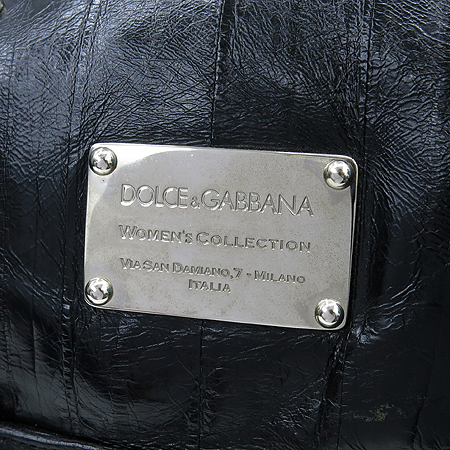 DOLCE&GABBANA
WOMEN'S COLLECTION
VIA SAN DAMIANO,7 - MILANO
ITALIA